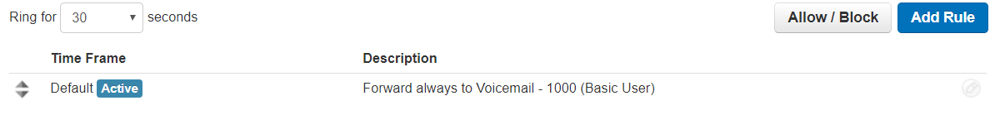 Ring for 30 seconds Allow / Block Add Rule
Time Frame Description
Default Active Forward always to Voicemail - 1000 (Basic User)